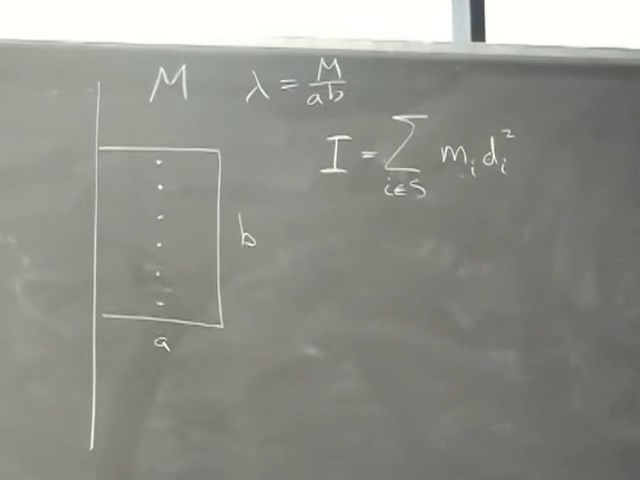 M λ = M/ab
I = ∑_{i∈S} m_i d_i²
b
a